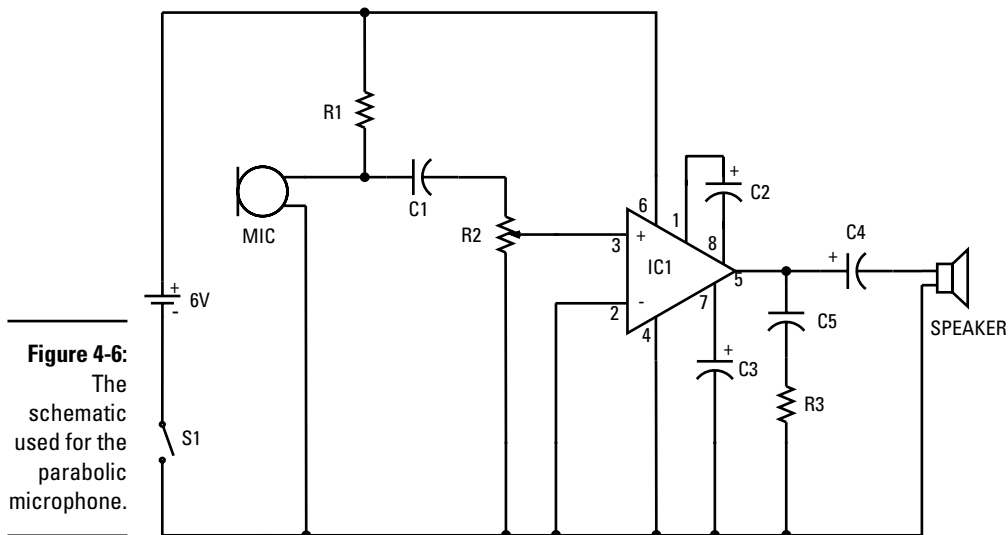 R1
MIC
C1
R2
6
1
+
C2
3
+
8
IC1
2
-
5
4
7
+
C3
C4
+
SPEAKER
C5
R3
+
6V
-
S1
Figure 4-6:
The
schematic
used for the
parabolic
microphone.